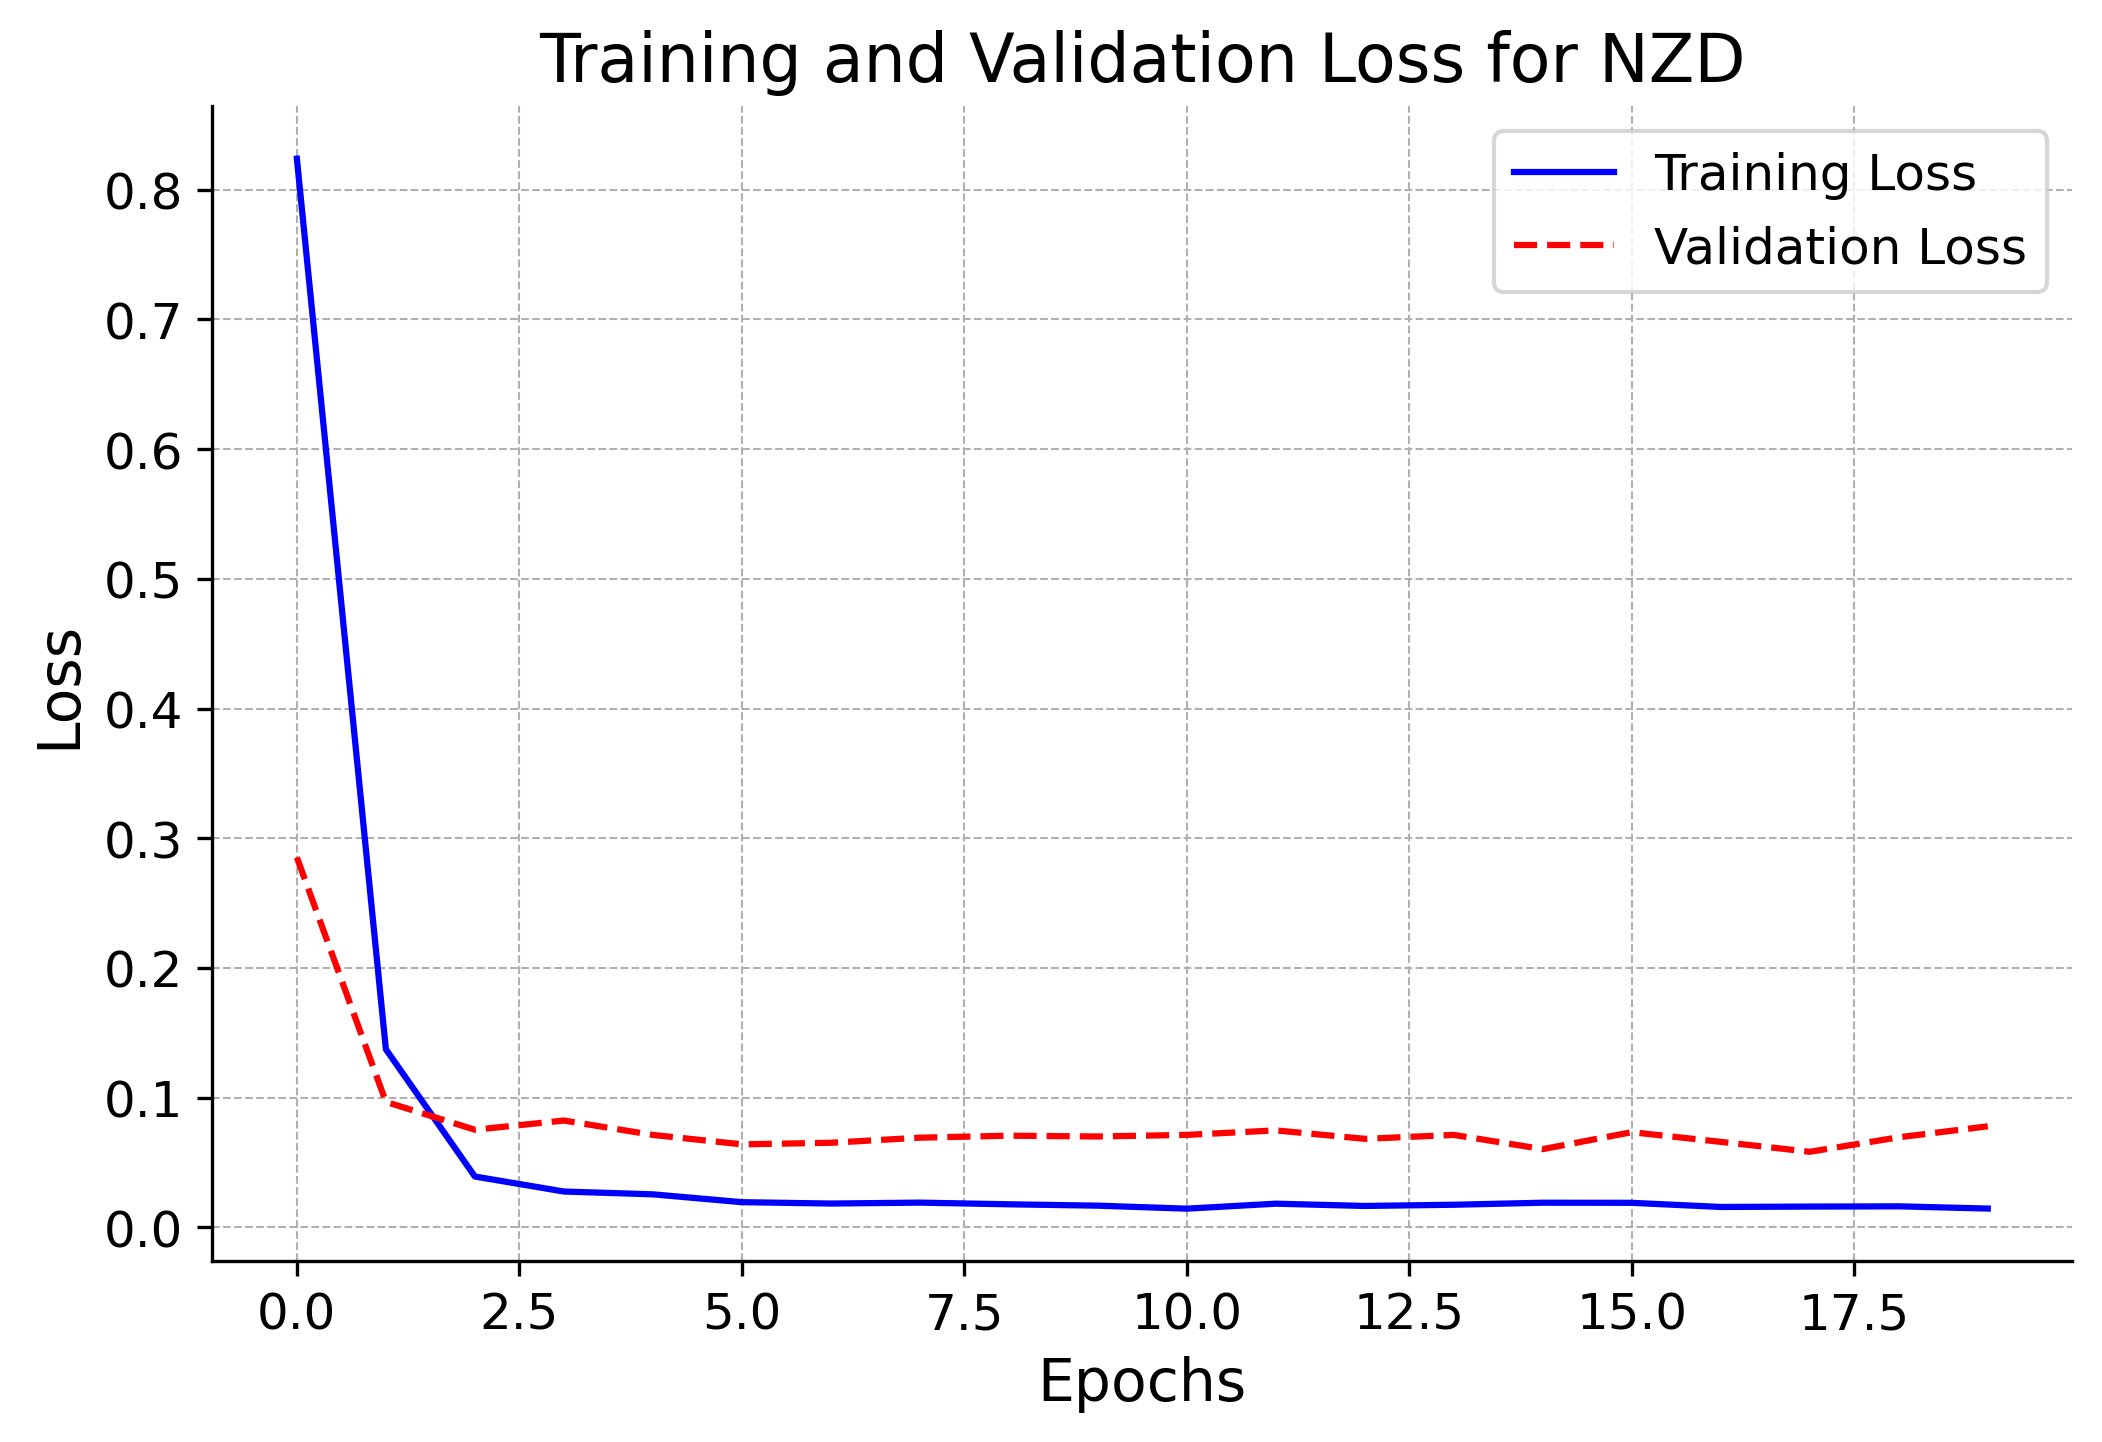 Training and Validation Loss for NZD
Training Loss
Validation Loss
0.8
0.7
0.6
0.5
0.4
0.3
0.2
0.1
0.0
Loss
0.0 2.5 5.0 7.5 10.0 12.5 15.0 17.5
Epochs